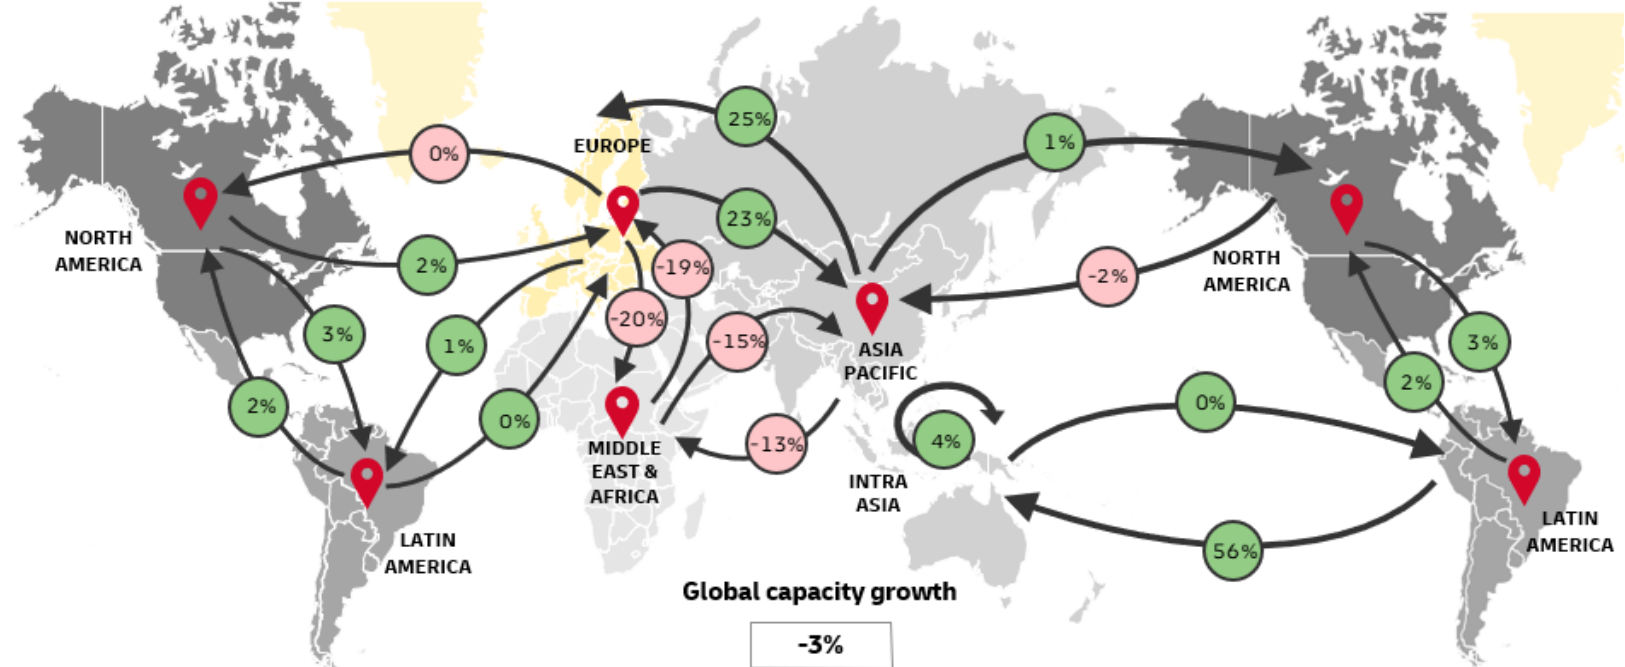 25%
EUROPE
0%
1%
23%
NORTH
AMERICA
2%
-19%
-2%
NORTH
AMERICA
-20%
3%
1%
-15%
ASIA
PACIFIC
3%
2%
2%
0%
0%
4%
-13%
MIDDLE
EAST &
AFRICA
INTRA
ASIA
LATIN
AMERICA
LATIN
AMERICA
56%
Global capacity growth
-3%